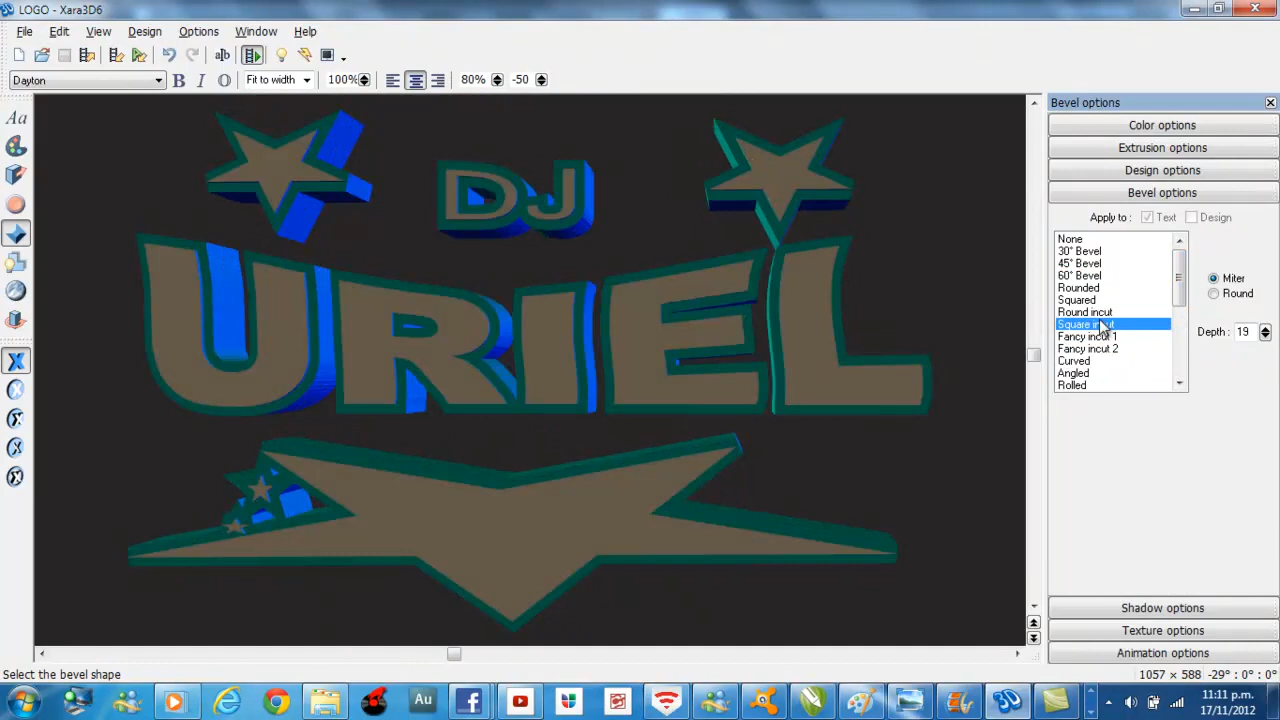 LOGO - Xara3D6
File Edit View Design Options Window Help
Dayton B I O Fit to width 100% 80% -50
Bevel options
Color options
Extrusion options
Design options
Bevel options
Apply to : Text Design
None
30° Bevel
45° Bevel
60° Bevel
Rounded
Squared
Round incut
Square incut
Fancy incut 1
Fancy incut 2
Curved
Angled
Rolled
Miter
Round
Depth : 19
Shadow options
Texture options
Animation options
DJ
URIEL
Select the bevel shape
1057 × 588 -29° : 0° : 0°
Au
11:11 p.m.
17/11/2012